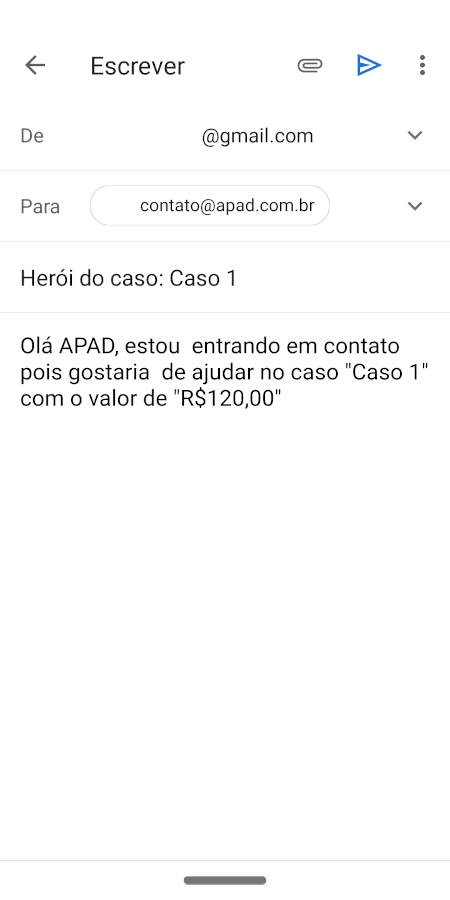 Escrever
De @gmail.com
Para contato@apad.com.br
Herói do caso: Caso 1
Olá APAD, estou  entrando em contato
pois gostaria  de ajudar no caso "Caso 1"
com o valor de "R$120,00"